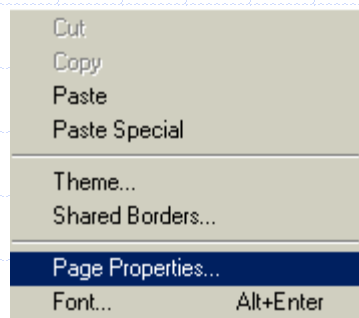 Cut
Copy
Paste
Paste Special
Theme...
Shared Borders...
Page Properties...
Font... Alt+Enter